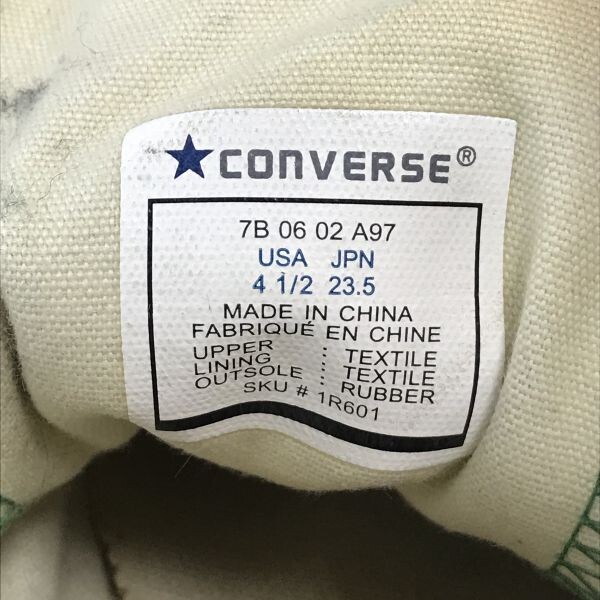 CONVERSE®
7B 06 02 A97
USA JPN
4 1/2 23.5
MADE IN CHINA
FABRIQUÉ EN CHINE
UPPER : TEXTILE
LINING : TEXTILE
OUTSOLE : RUBBER
SKU # 1R601